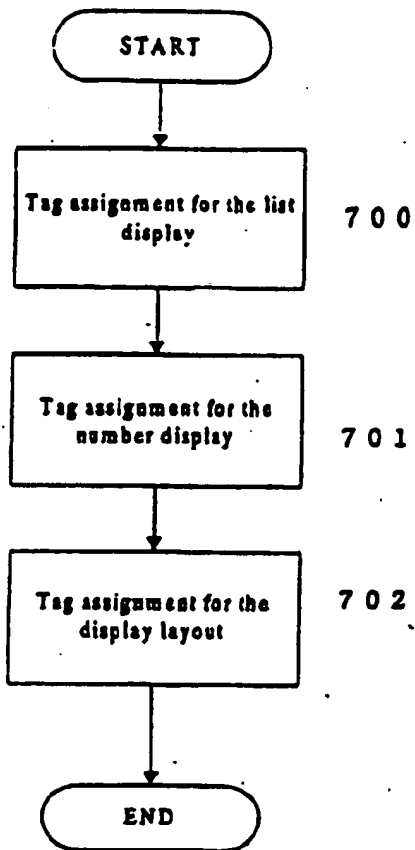 START
Tag assignment for the list
display
700
Tag assignment for the
number display
701
Tag assignment for the
display layout
702
END